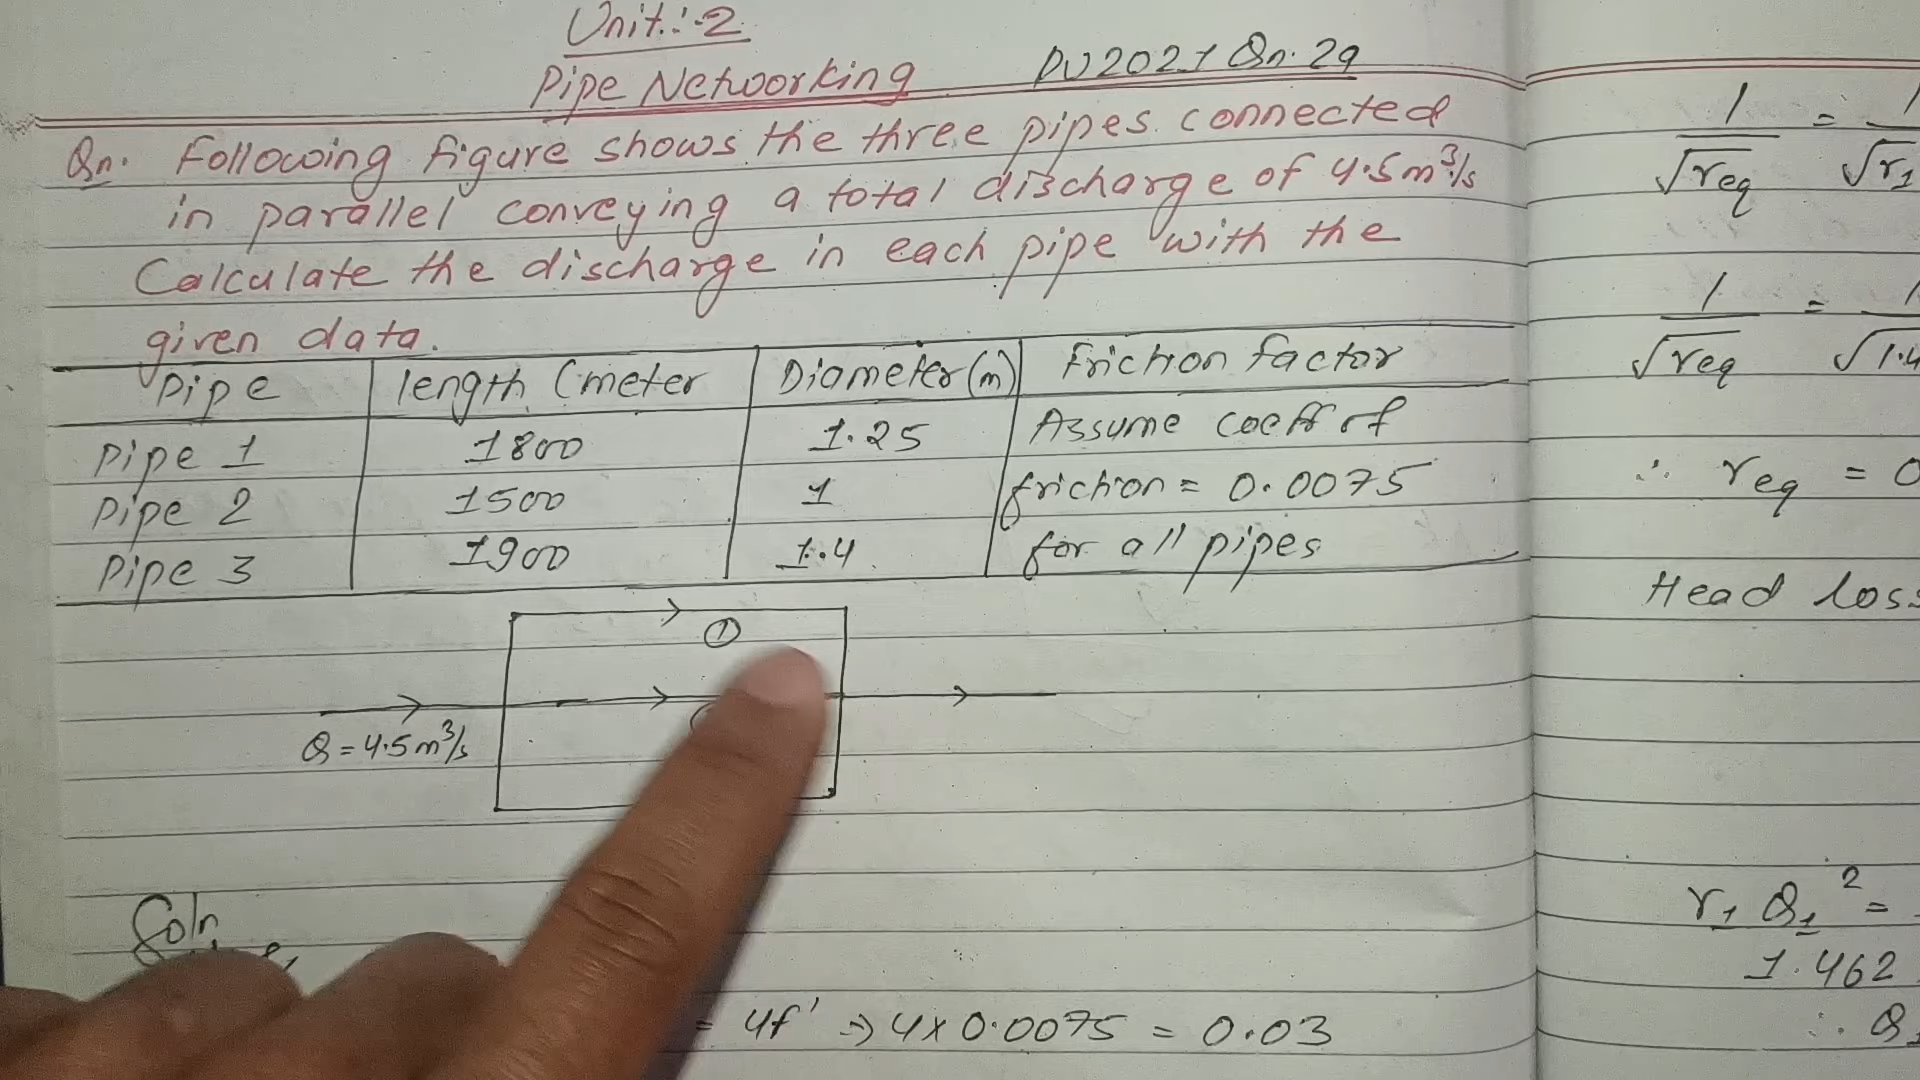 Unit:-2
Pipe Networking PU2021 Qn.2a
Qn. Following figure shows the three pipes connected
in parallel conveying a total discharge of 4.5m³/s
Calculate the discharge in each pipe with the
given data.
Pipe length (meter Diameter(m) Friction factor
Pipe 1 1800 1.25 Assume coeff of
Pipe 2 1500 1 friction = 0.0075
Pipe 3 1900 1.4 for all pipes
①
Q = 4.5m³/s
Soln
= 4f' => 4x0.0075 = 0.03
1/√req = 1/√r1
1/√req = 1/√1.4
∴ req = 0
Head loss
r1 Q1² =
1.462
∴ Q